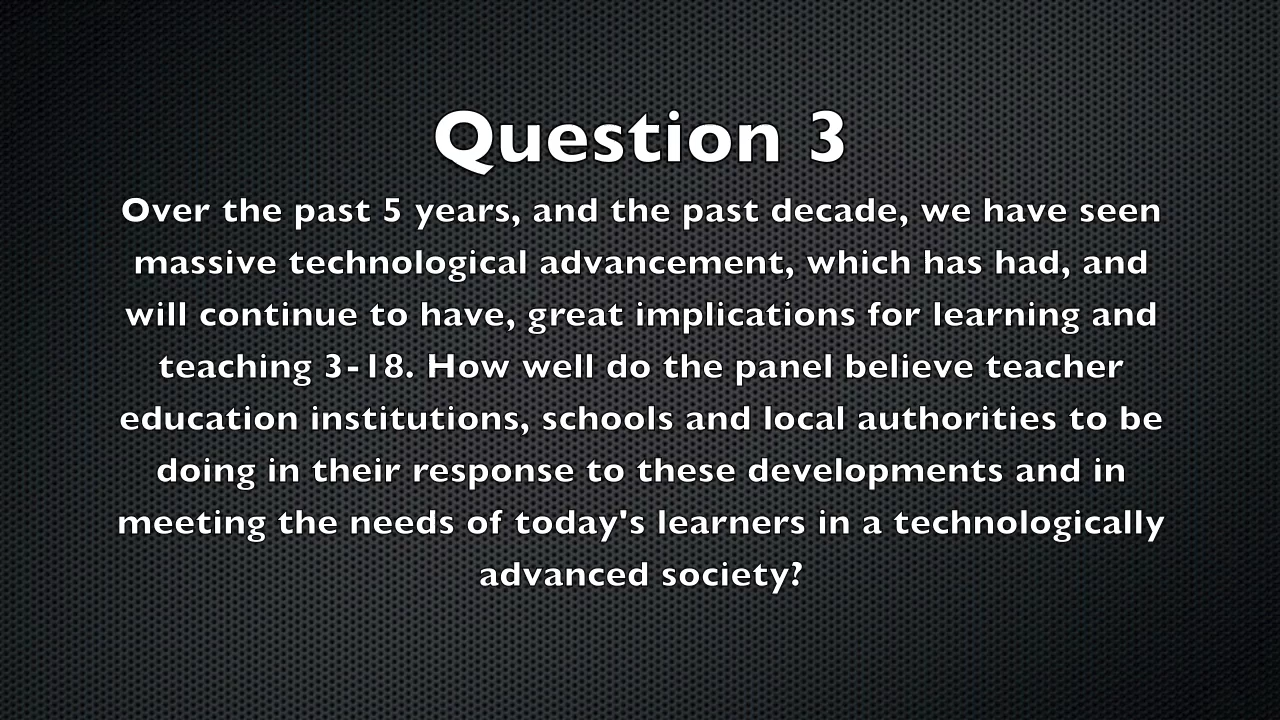 Question 3
Over the past 5 years, and the past decade, we have seen
massive technological advancement, which has had, and
will continue to have, great implications for learning and
teaching 3-18. How well do the panel believe teacher
education institutions, schools and local authorities to be
doing in their response to these developments and in
meeting the needs of today's learners in a technologically
advanced society?